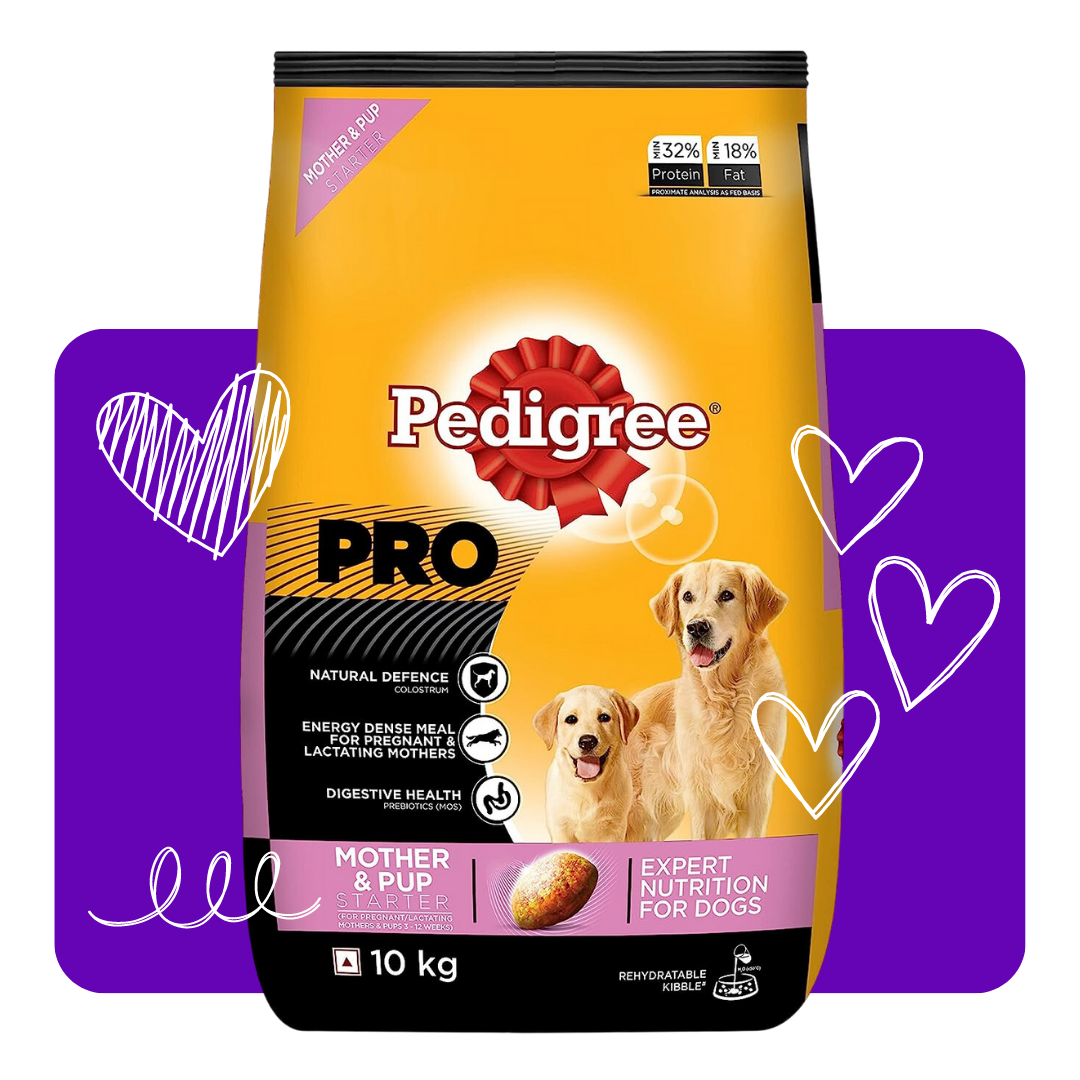 MOTHER & PUP
STARTER
MIN 32%
Protein
MIN 18%
Fat
PROXIMATE ANALYSIS AS FED BASIS
Pedigree®
PRO
NATURAL DEFENCE
COLOSTRUM
ENERGY DENSE MEAL
FOR PREGNANT &
LACTATING MOTHERS
DIGESTIVE HEALTH
PREBIOTICS (MOS)
MOTHER
& PUP
STARTER
(FOR PREGNANT/LACTATING
MOTHERS & PUPS 3 - 12 WEEKS)
EXPERT
NUTRITION
FOR DOGS
10 kg
REHYDRATABLE
KIBBLE#